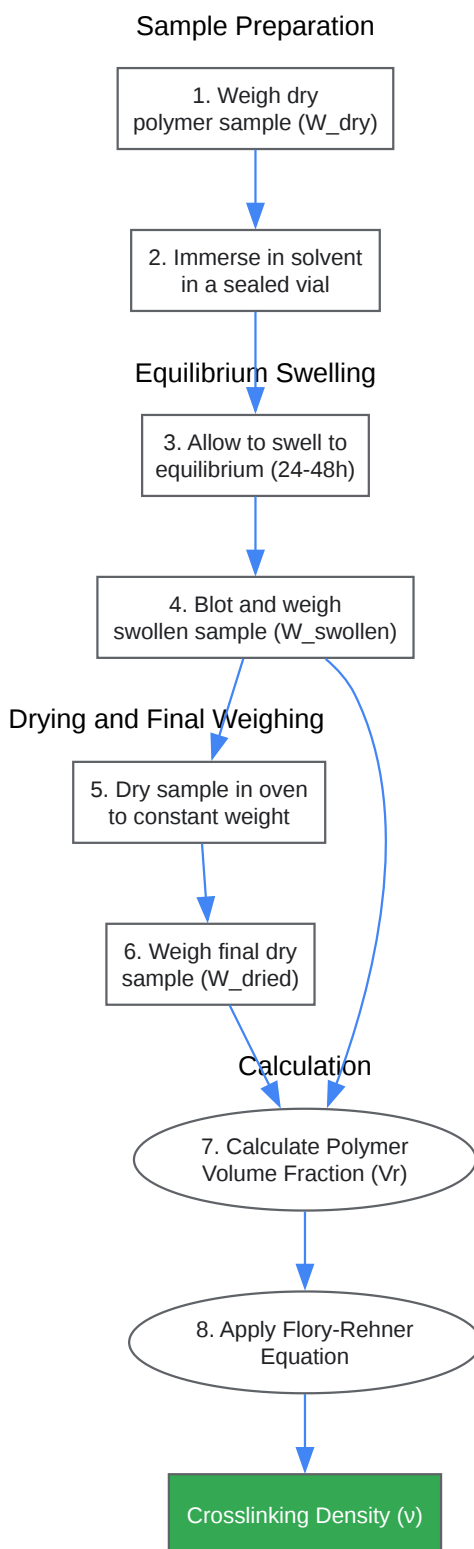 Sample Preparation
1. Weigh dry
polymer sample (W_dry)
2. Immerse in solvent
in a sealed vial
Equilibrium Swelling
3. Allow to swell to
equilibrium (24-48h)
4. Blot and weigh
swollen sample (W_swollen)
Drying and Final Weighing
5. Dry sample in oven
to constant weight
6. Weigh final dry
sample (W_dried)
Calculation
7. Calculate Polymer
Volume Fraction (Vr)
8. Apply Flory-Rehner
Equation
Crosslinking Density (ν)